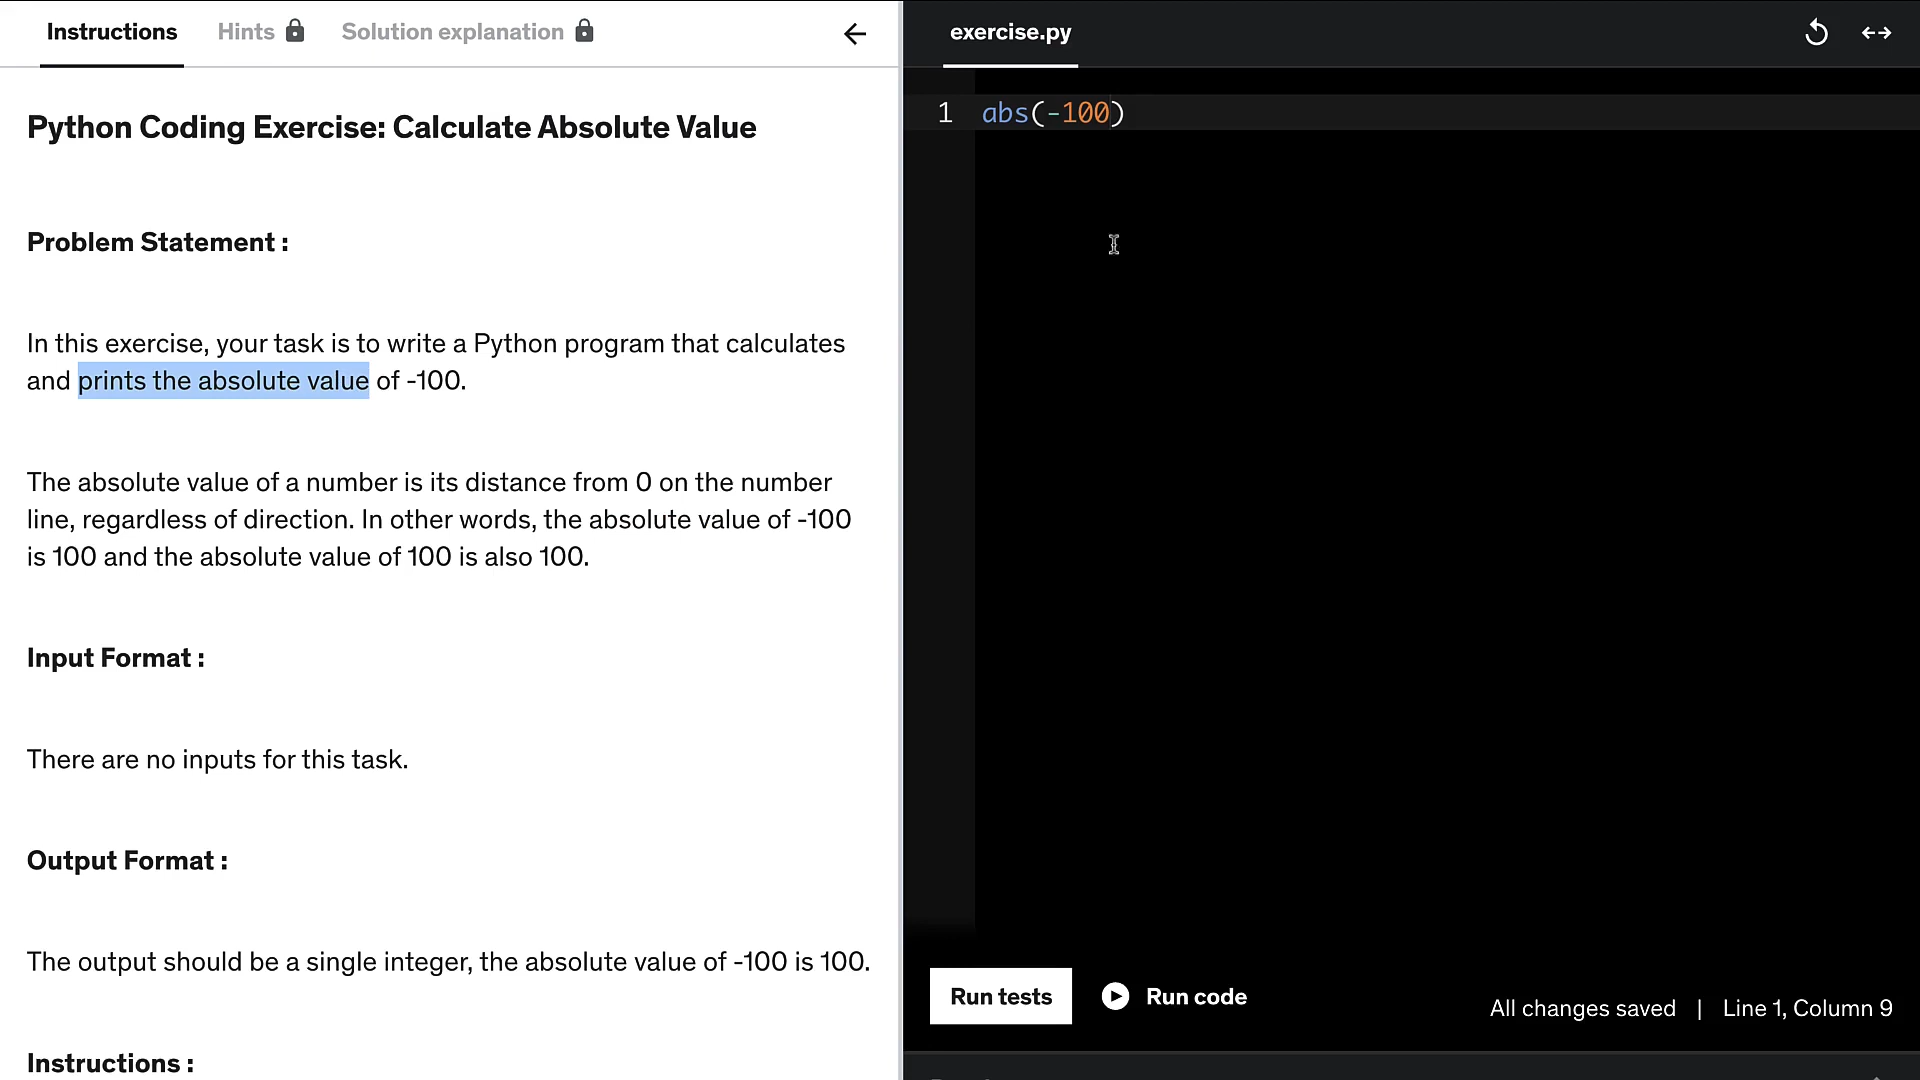 Instructions Hints Solution explanation
Python Coding Exercise: Calculate Absolute Value
Problem Statement :
In this exercise, your task is to write a Python program that calculates
and prints the absolute value of -100.
The absolute value of a number is its distance from 0 on the number
line, regardless of direction. In other words, the absolute value of -100
is 100 and the absolute value of 100 is also 100.
Input Format :
There are no inputs for this task.
Output Format :
The output should be a single integer, the absolute value of -100 is 100.
Instructions :
exercise.py
1 abs(-100)
Run tests Run code All changes saved | Line 1, Column 9